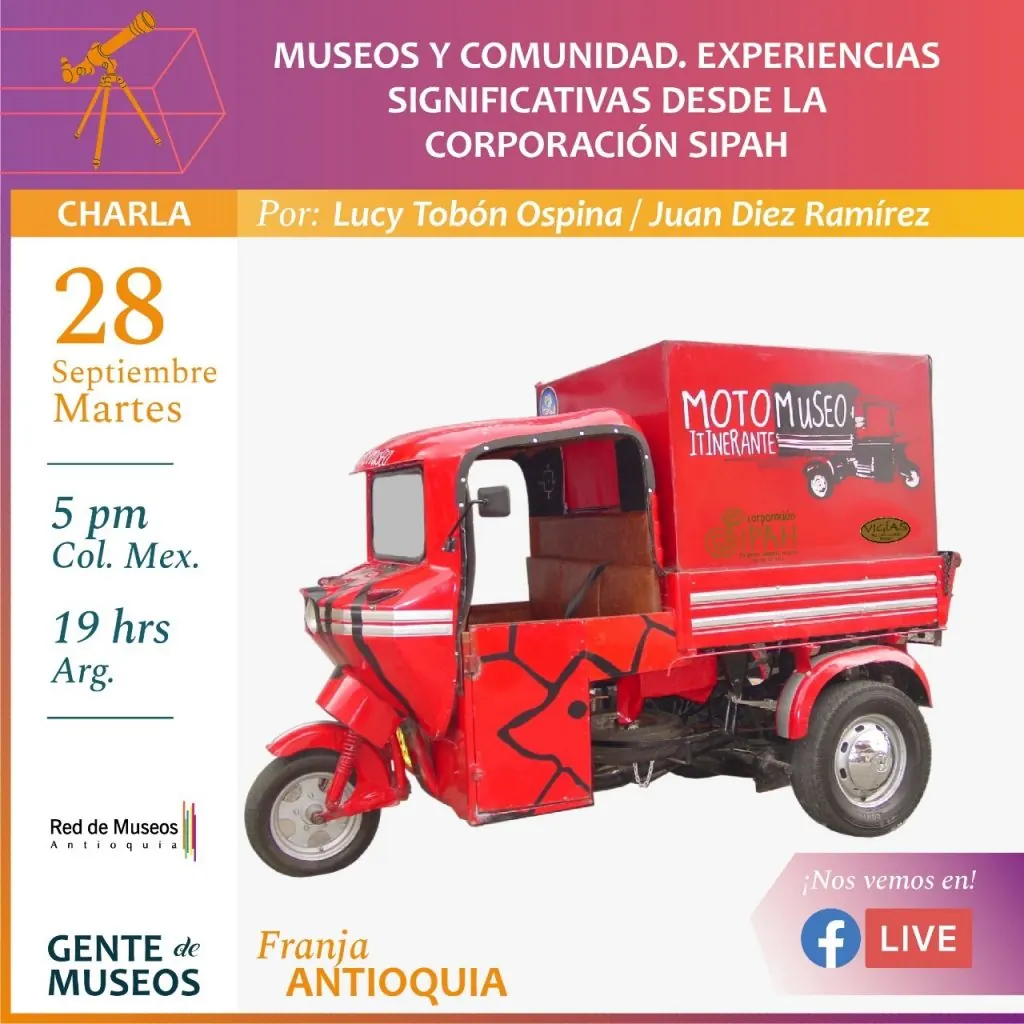 MUSEOS Y COMUNIDAD. EXPERIENCIAS
SIGNIFICATIVAS DESDE LA
CORPORACIÓN SIPAH
CHARLA
Por: Lucy Tobón Ospina / Juan Diez Ramírez
28
Septiembre
Martes
5 pm
Col. Mex.
19 hrs
Arg.
MOTO MUSEO
ITINERANTE
corporación
SIPAH
VIGÍAS
Red de Museos
Antioquia
GENTE de
MUSEOS
Franja
ANTIOQUIA
¡Nos vemos en!
f LIVE